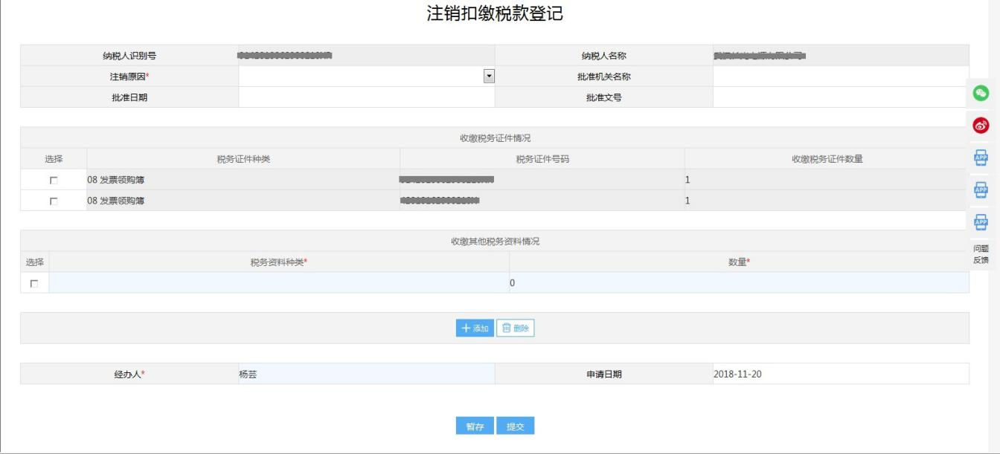 注销扣缴税款登记
纳税人识别号 纳税人名称
注销原因* 批准机关名称
批准日期 批准文号
收缴税务证件情况
选择 税务证件种类 税务证件号码 收缴税务证件数量
08 发票领购簿 1
08 发票领购簿 1
收缴其他税务资料情况
选择 税务资料种类* 数量*
0
添加 删除
经办人* 杨芸 申请日期 2018-11-20
暂存 提交
APP
APP
APP
问题
反馈